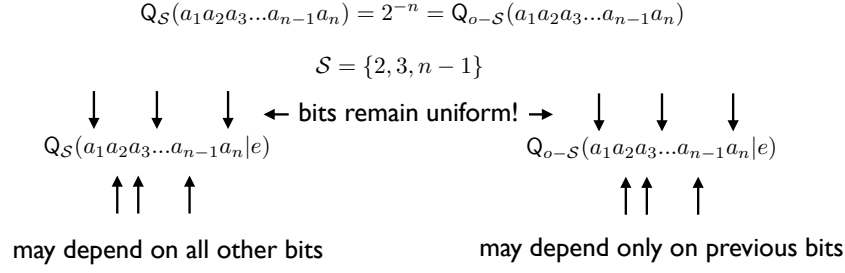 Q_S(a_1a_2a_3...a_{n−1}a_n) = 2^{−n} = Q_{o−S}(a_1a_2a_3...a_{n−1}a_n)
S = {2, 3, n − 1}
bits remain uniform!
Q_S(a_1a_2a_3...a_{n−1}a_n|e) Q_{o−S}(a_1a_2a_3...a_{n−1}a_n|e)
may depend on all other bits may depend only on previous bits